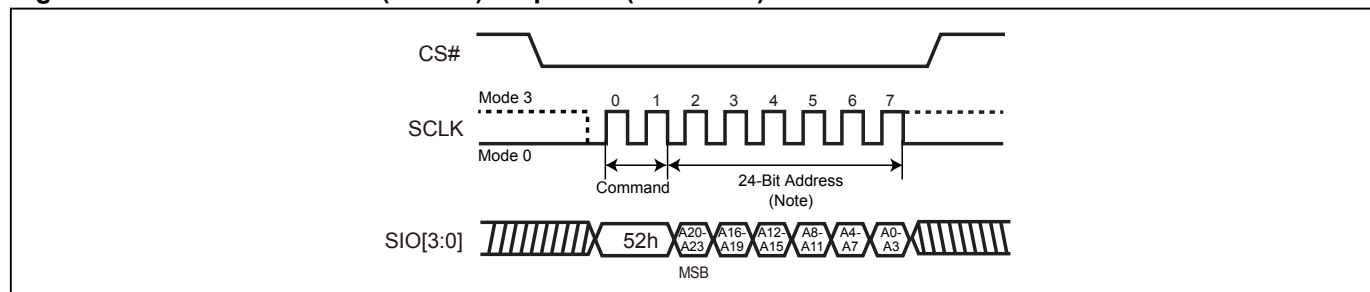 CS#
Mode 3
0 1 2 3 4 5 6 7
SCLK
Mode 0
Command
24-Bit Address
(Note)
SIO[3:0]
52h
A20-
A23
A16-
A19
A12-
A15
A8-
A11
A4-
A7
A0-
A3
MSB